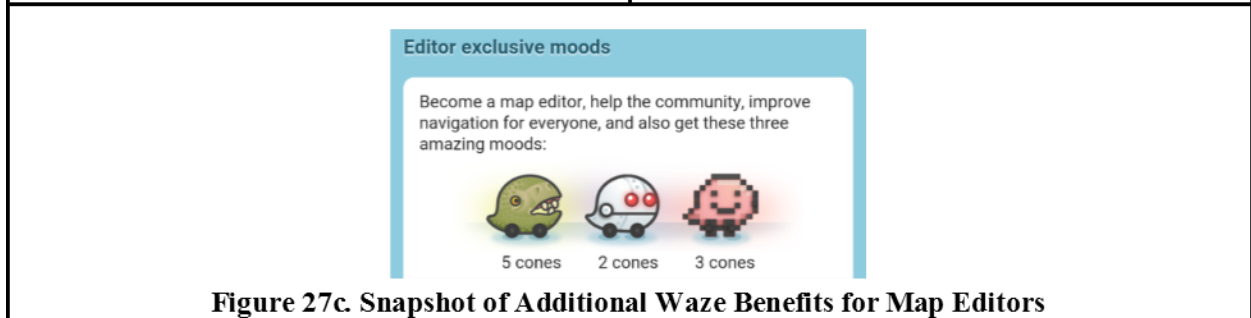 Editor exclusive moods
Become a map editor, help the community, improve
navigation for everyone, and also get these three
amazing moods:
5 cones 2 cones 3 cones
Figure 27c. Snapshot of Additional Waze Benefits for Map Editors